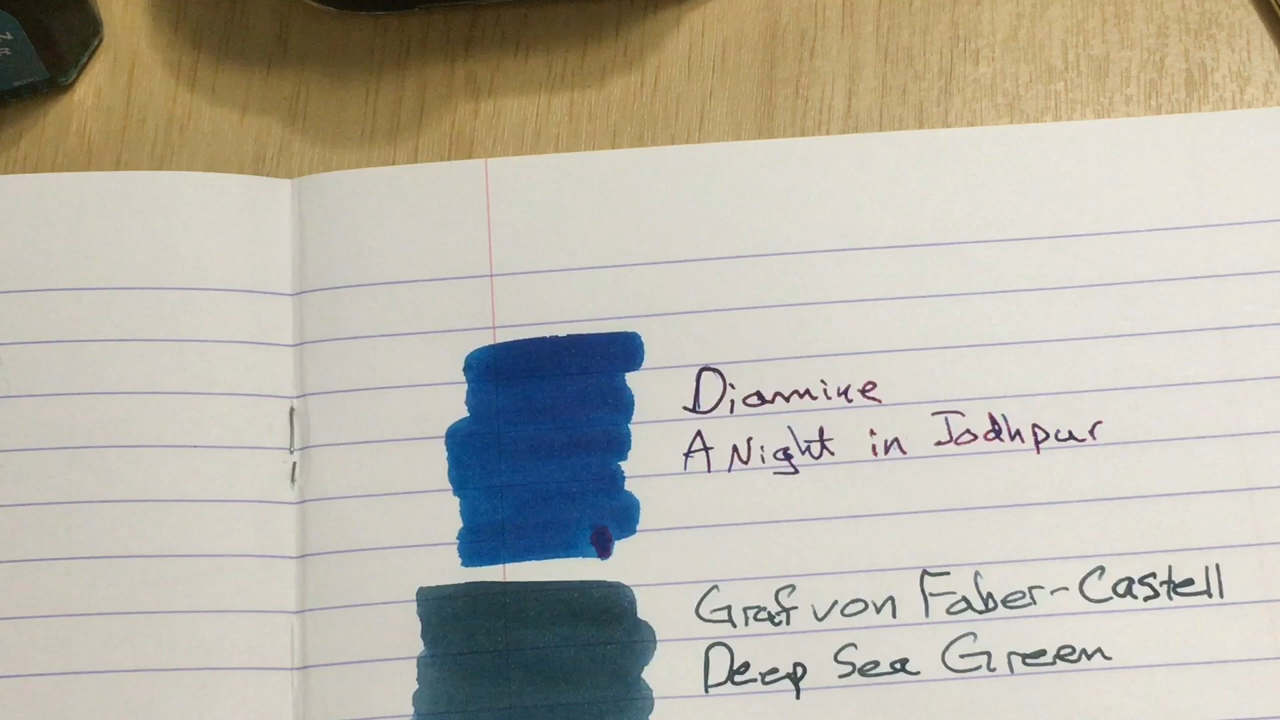 Diamine
A Night in Jodhpur
Graf von Faber-Castell
Deep Sea Green